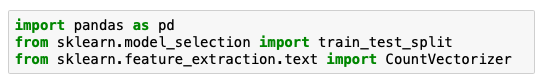 import pandas as pd
from sklearn.model_selection import train_test_split
from sklearn.feature_extraction.text import CountVectorizer